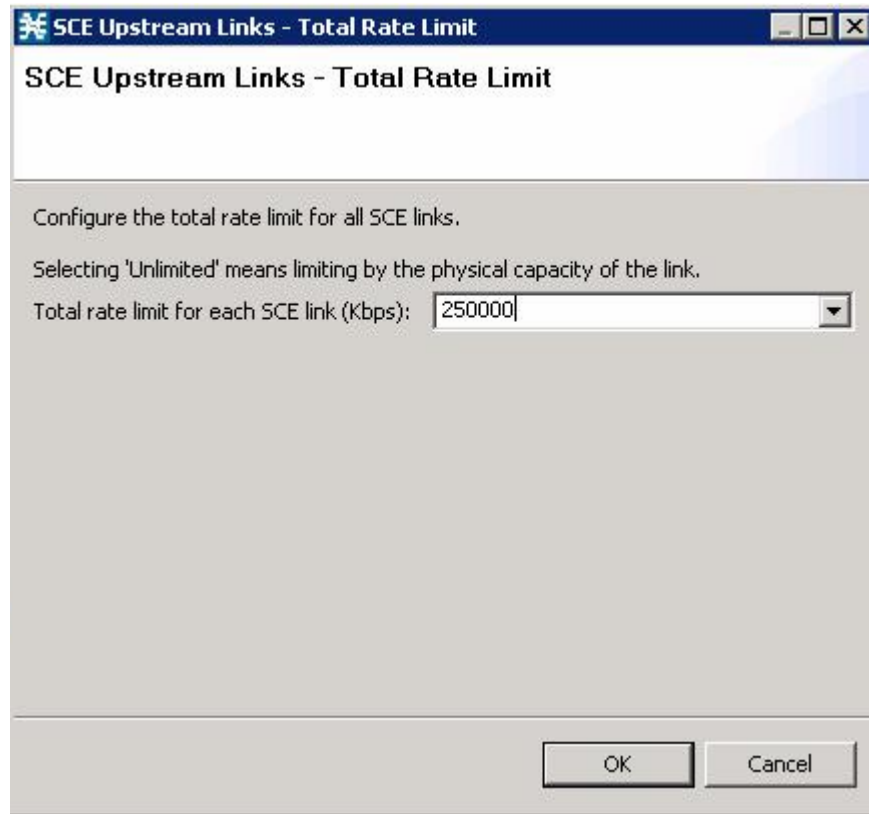 SCE Upstream Links - Total Rate Limit
SCE Upstream Links - Total Rate Limit
Configure the total rate limit for all SCE links.
Selecting 'Unlimited' means limiting by the physical capacity of the link.
Total rate limit for each SCE link (Kbps): 250000
OK Cancel